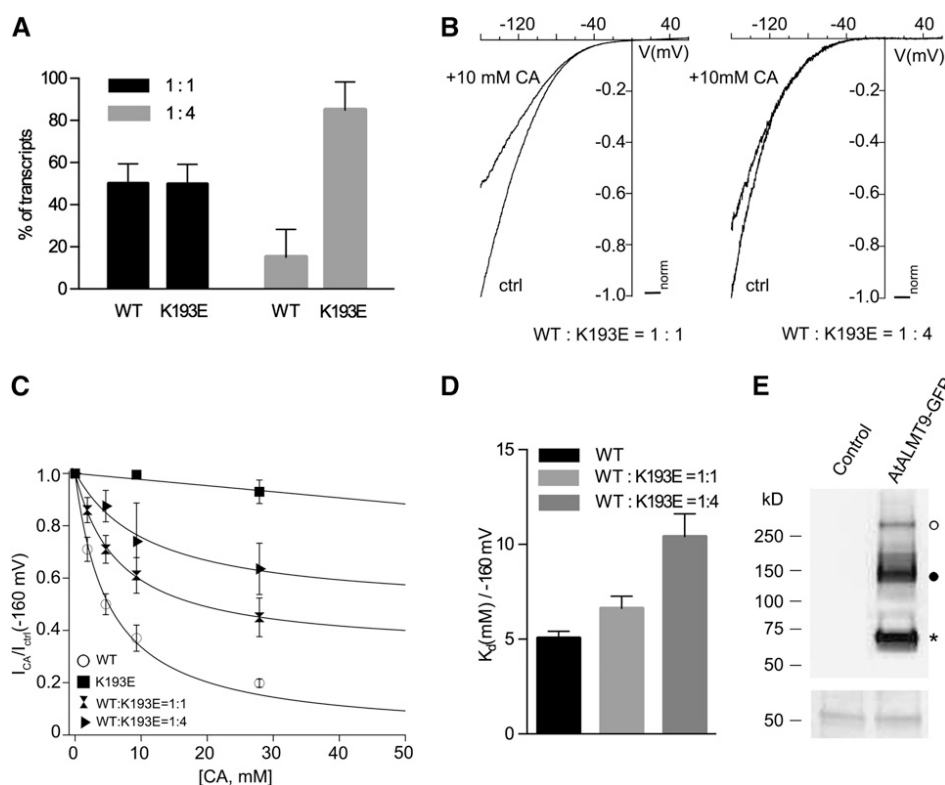 A
100
80
60
40
20
0
% of transcripts
1:1
1:4
WT K193E WT K193E
B
-120 -40 40
V(mV)
+10 mM CA
-0.2
-0.4
-0.6
-0.8
-1.0
ctrl
Inorm
WT : K193E = 1 : 1
-120 -40 40
V(mV)
+10mM CA
-0.2
-0.4
-0.6
-0.8
-1.0
ctrl
Inorm
WT : K193E = 1 : 4
C
1.0
0.8
0.6
0.4
0.2
0.0
ICA/Ictrl(-160 mV)
WT
K193E
WT:K193E=1:1
WT:K193E=1:4
0 10 20 30 40 50
[CA, mM]
D
15
10
5
0
Kd(mM) / -160 mV
WT
WT : K193E =1:1
WT : K193E =1:4
E
Control
AtALMT9-GFP
kD
250
150
100
75
50
*
50